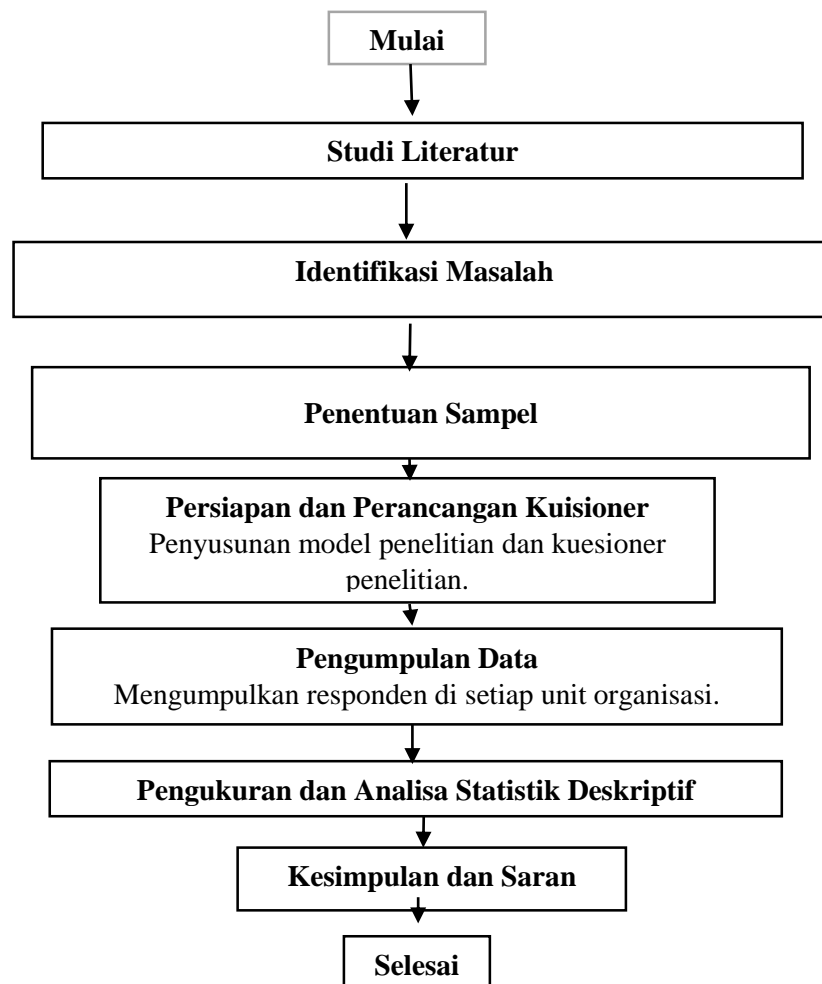 Mulai
Studi Literatur
Identifikasi Masalah
Penentuan Sampel
Persiapan dan Perancangan Kuisioner
Penyusunan model penelitian dan kuesioner
penelitian.
Pengumpulan Data
Mengumpulkan responden di setiap unit organisasi.
Pengukuran dan Analisa Statistik Deskriptif
Kesimpulan dan Saran
Selesai